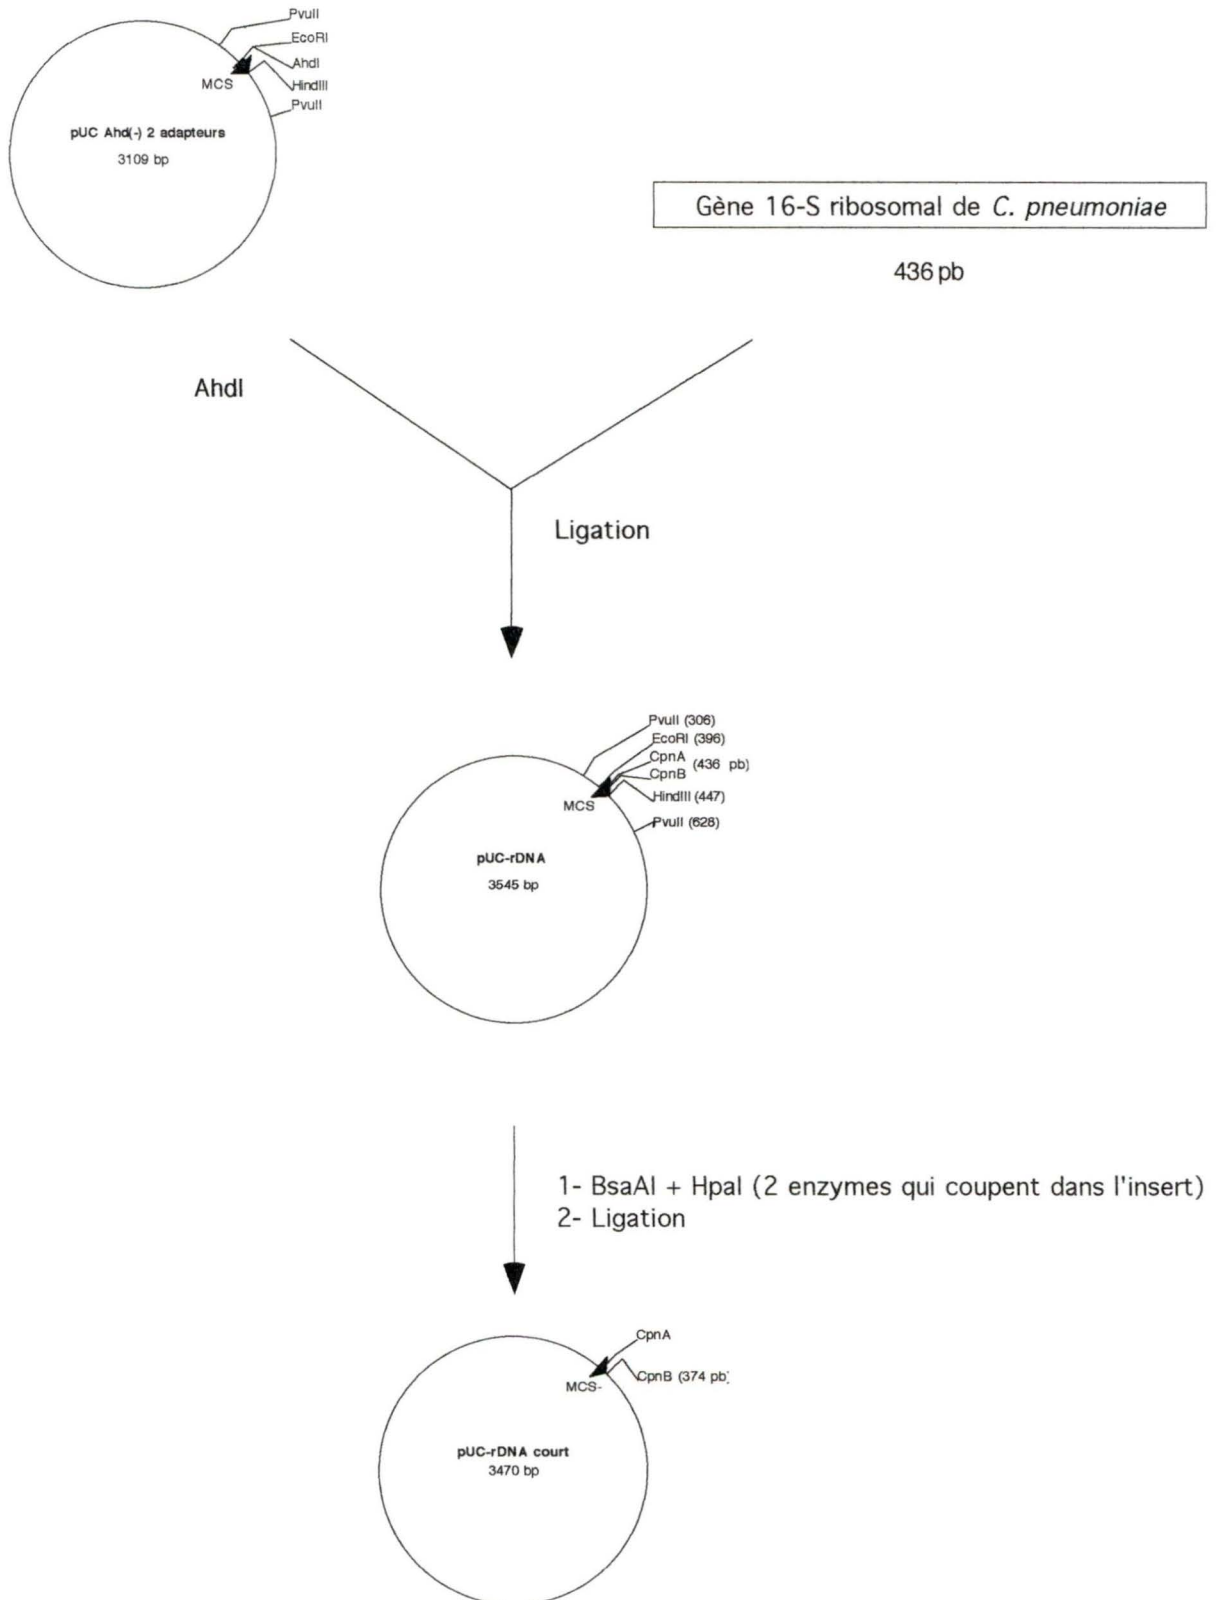 PvuII
EcoRI
AhdI
HindIII
PvuII
MCS
pUC Ahd(-) 2 adapteurs
3109 bp
Gène 16-S ribosomal de C. pneumoniae
436 pb
AhdI
Ligation
PvuII (306)
EcoRI (396)
CpnA (436 pb)
CpnB
HindIII (447)
PvuII (628)
MCS
pUC-rDNA
3545 bp
1- BsaAI + HpaI (2 enzymes qui coupent dans l'insert)
2- Ligation
CpnA
CpnB (374 pb)
MCS-
pUC-rDNA court
3470 bp